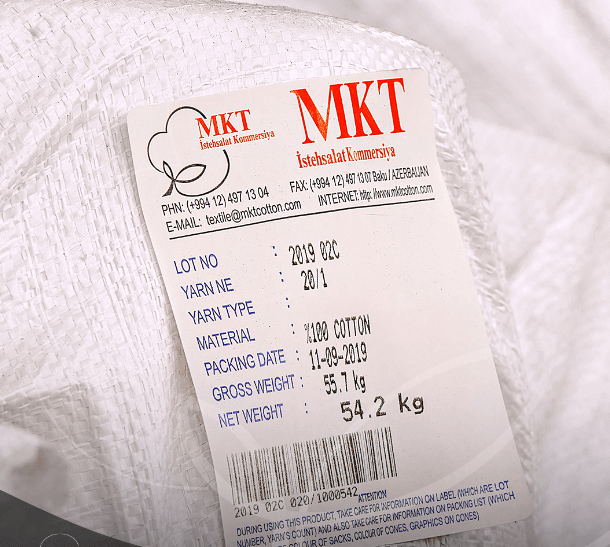 MKT
İstehsalat Kommersiya
MKT
İstehsalat Kommersiya
PHN: (+994 12) 497 13 04 FAX: (+994 12) 497 13 07 Baku / AZERBAIJAN
E-MAIL: textile@mktcotton.com INTERNET: http: //www.mktcotton.com
LOT NO : 2019 02C
YARN NE : 20/1
YARN TYPE :
MATERIAL : %100 COTTON
PACKING DATE : 11-09-2019
GROSS WEIGHT : 55.7 kg
NET WEIGHT : 54.2 kg
2019 02C 020/1000542
ATTENTION
DURING USING THIS PRODUCT, TAKE CARE FOR INFORMATION ON LABEL (WHICH ARE LOT
NUMBER, YARN'S COUNT) AND ALSO TAKE CARE FOR INFORMATION ON PACKING LIST (WHICH
COLOUR OF SACKS, COLOUR OF CONES, GRAPHICS ON CONES)